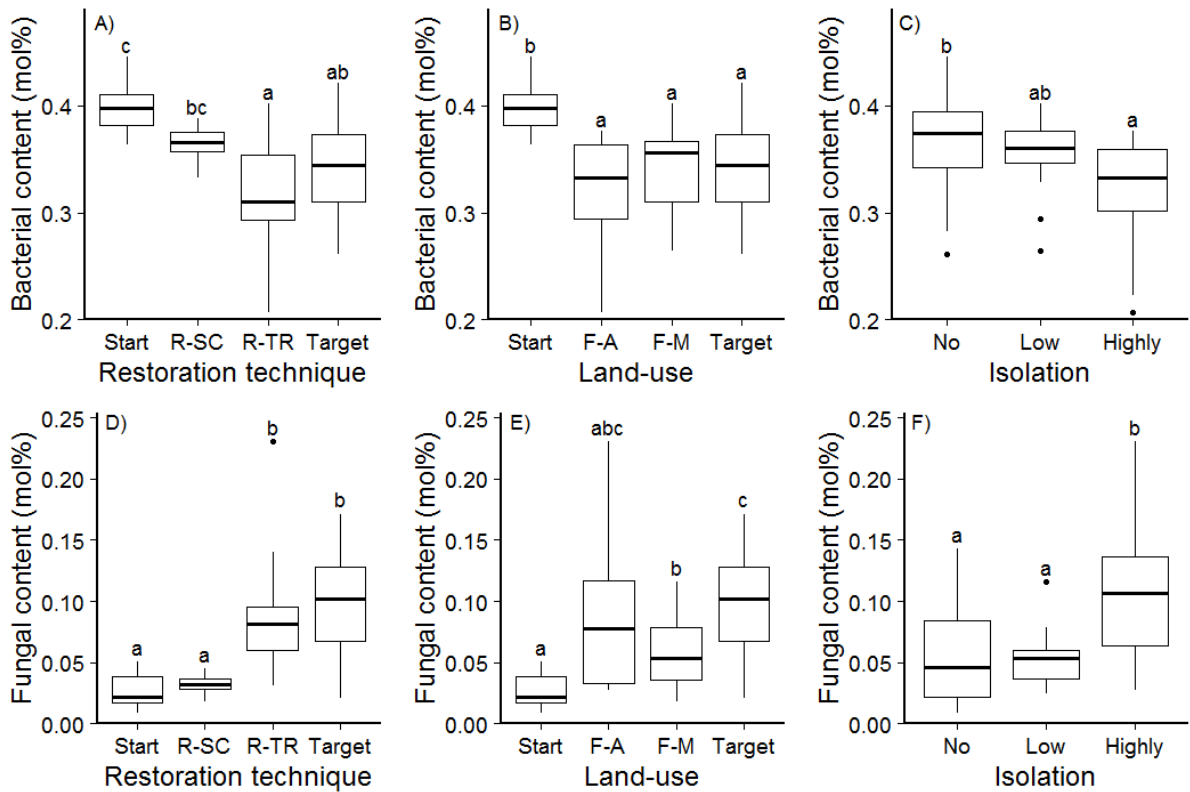 A)
c
bc
a
ab
0.4
0.3
0.2
Bacterial content (mol%)
Start R-SC R-TR Target
Restoration technique
B)
b
a
a
a
0.4
0.3
0.2
Bacterial content (mol%)
Start F-A F-M Target
Land-use
C)
b
ab
a
0.4
0.3
0.2
Bacterial content (mol%)
No Low Highly
Isolation
D)
a
a
b
b
0.25
0.20
0.15
0.10
0.05
0.00
Fungal content (mol%)
Start R-SC R-TR Target
Restoration technique
E)
a
abc
b
c
0.25
0.20
0.15
0.10
0.05
0.00
Fungal content (mol%)
Start F-A F-M Target
Land-use
F)
a
a
b
0.25
0.20
0.15
0.10
0.05
0.00
Fungal content (mol%)
No Low Highly
Isolation